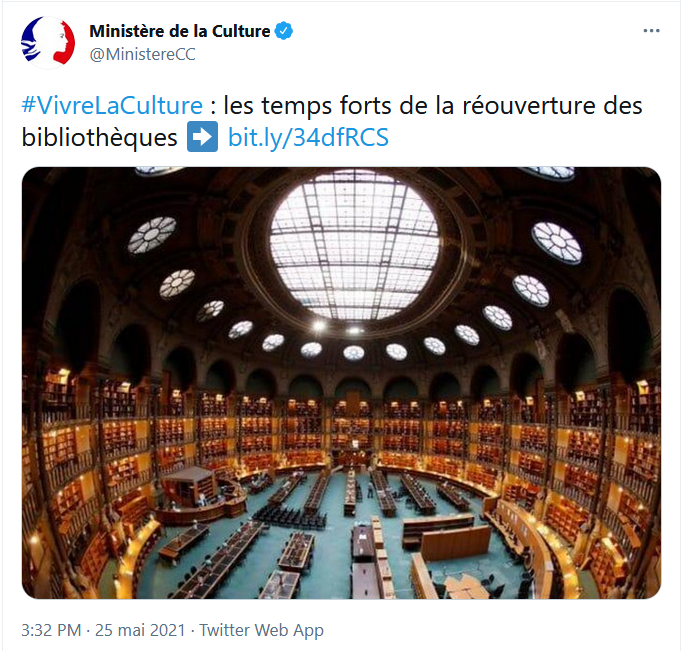 Ministère de la Culture
@MinistereCC
#VivreLaCulture : les temps forts de la réouverture des
bibliothèques ➡ bit.ly/34dfRCS
3:32 PM · 25 mai 2021 · Twitter Web App